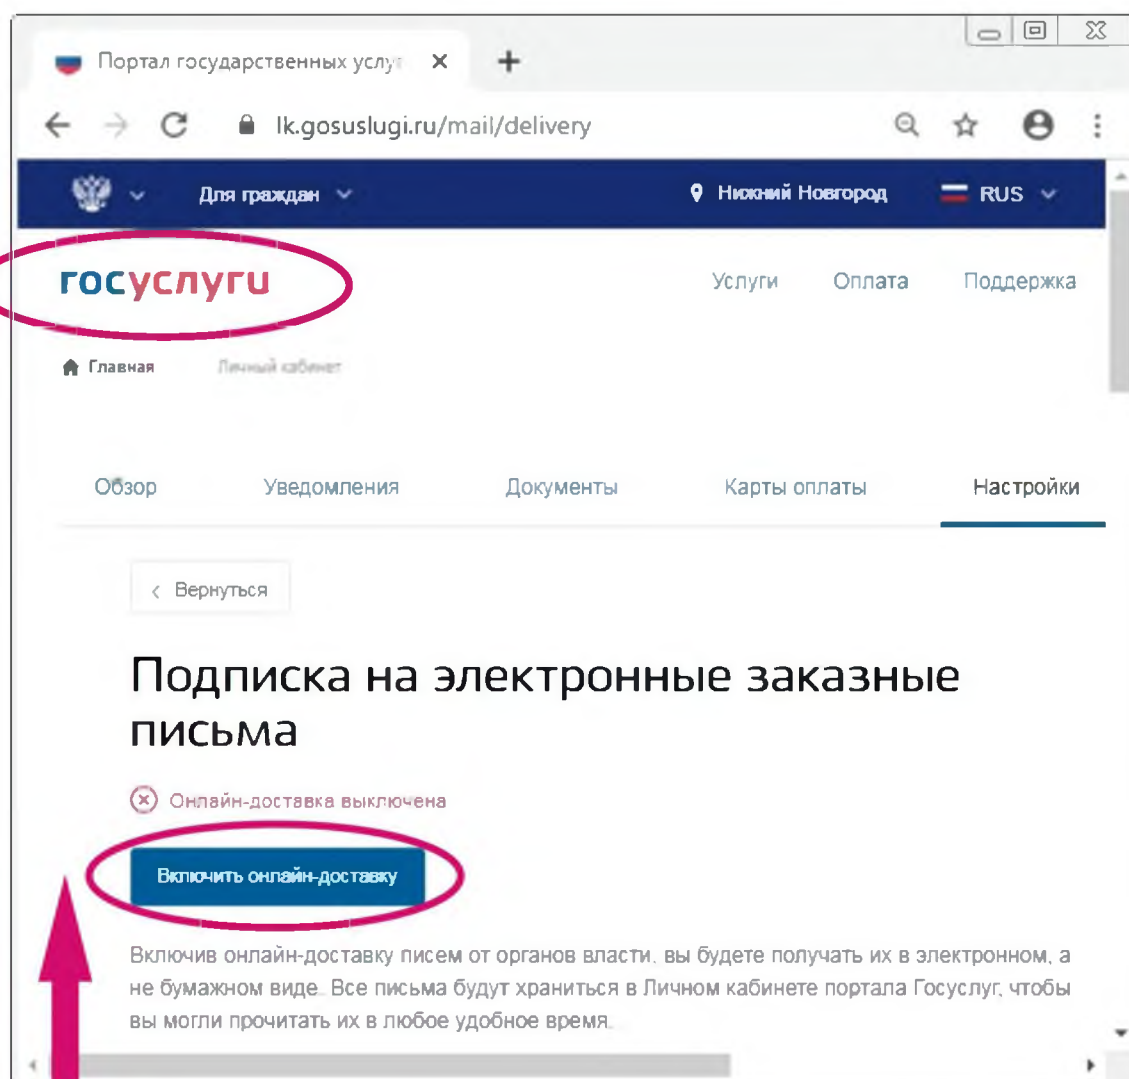 Портал государственных услуг
lk.gosuslugi.ru/mail/delivery
Для граждан
Нижний Новгород
RUS
госуслуги
Услуги
Оплата
Поддержка
Главная
Личный кабинет
Обзор
Уведомления
Документы
Карты оплаты
Настройки
Вернуться
Подписка на электронные заказные
письма
Онлайн-доставка выключена
Включить онлайн-доставку
Включив онлайн-доставку писем от органов власти, вы будете получать их в электронном, а
не бумажном виде. Все письма будут храниться в Личном кабинете портала Госуслуг, чтобы
вы могли прочитать их в любое удобное время.